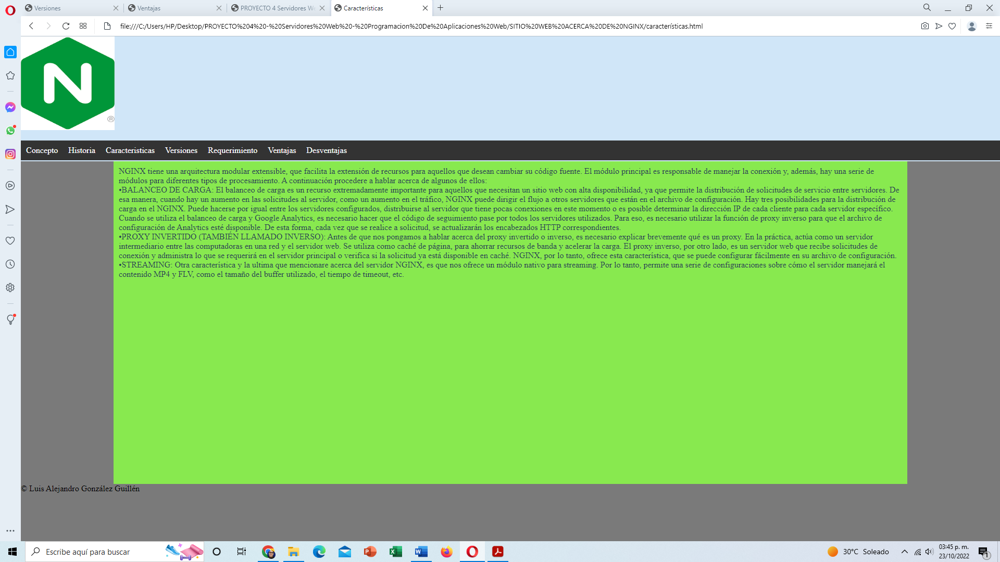 Versiones
Ventajas
PROYECTO 4 Servidores W
Características
file:///C:/Users/HP/Desktop/PROYECTO%204%20-%20Servidores%20Web%20-%20Programacion%20De%20Aplicaciones%20Web/SITIO%20WEB%20ACERCA%20DE%20NGINX/características.html
N
®
Concepto Historia Caracteristicas Versiones Requerimiento Ventajas Desventajas
NGINX tiene una arquitectura modular extensible, que facilita la extensión de recursos para aquellos que desean cambiar su código fuente. El módulo principal es responsable de manejar la conexión y, además, hay una serie de
módulos para diferentes tipos de procesamiento. A continuación procedere a hablar acerca de algunos de ellos:
•BALANCEO DE CARGA: El balanceo de carga es un recurso extremadamente importante para aquellos que necesitan un sitio web con alta disponibilidad, ya que permite la distribución de solicitudes de servicio entre servidores. De
esa manera, cuando hay un aumento en las solicitudes al servidor, como un aumento en el tráfico, NGINX puede dirigir el flujo a otros servidores que están en el archivo de configuración. Hay tres posibilidades para la distribución de
carga en el NGINX. Puede hacerse por igual entre los servidores configurados, distribuirse al servidor que tiene pocas conexiones en este momento o es posible determinar la dirección IP de cada cliente para cada servidor específico.
Cuando se utiliza el balanceo de carga y Google Analytics, es necesario hacer que el código de seguimiento pase por todos los servidores utilizados. Para eso, es necesario utilizar la función de proxy inverso para que el archivo de
configuración de Analytics esté disponible. De esta forma, cada vez que se realice a solicitud, se actualizarán los encabezados HTTP correspondientes.
•PROXY INVERTIDO (TAMBIÉN LLAMADO INVERSO): Antes de que nos pongamos a hablar acerca del proxy invertido o inverso, es necesario explicar brevemente qué es un proxy. En la práctica, actúa como un servidor
intermediario entre las computadoras en una red y el servidor web. Se utiliza como caché de página, para ahorrar recursos de banda y acelerar la carga. El proxy inverso, por otro lado, es un servidor web que recibe solicitudes de
conexión y administra lo que se requerirá en el servidor principal o verifica si la solicitud ya está disponible en caché. NGINX, por lo tanto, ofrece esta característica, que se puede configurar fácilmente en su archivo de configuración.
•STREAMING: Otra característica y la ultima que mencionare acerca del servidor NGINX, es que nos ofrece un módulo nativo para streaming. Por lo tanto, permite una serie de configuraciones sobre cómo el servidor manejará el
contenido MP4 y FLV, como el tamaño del buffer utilizado, el tiempo de timeout, etc.
© Luis Alejandro González Guillén
Escribe aquí para buscar
30°C Soleado
03:45 p. m.
23/10/2022
1